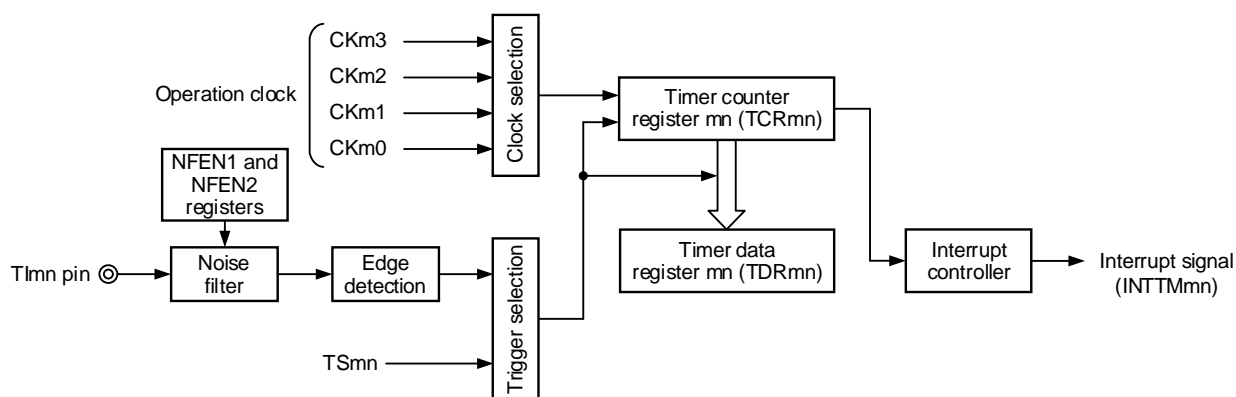 CKm3
CKm2
Operation clock
CKm1
CKm0
Clock selection
Timer counter
register mn (TCRmn)
NFEN1 and
NFEN2
registers
TImn pin
Noise
filter
Edge
detection
TSmn
Trigger selection
Timer data
register mn (TDRmn)
Interrupt
controller
Interrupt signal
(INTTMmn)